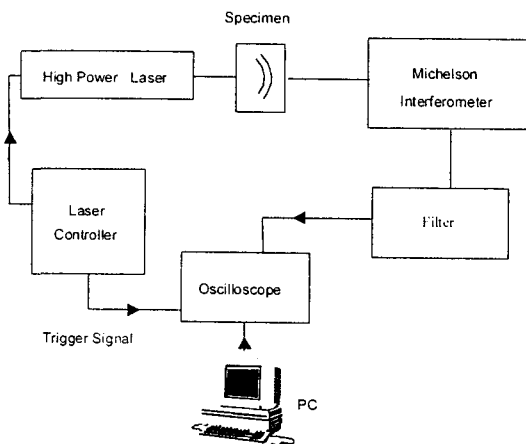 Specimen
High Power Laser
Michelson
Interferometer
Laser
Controller
Filter
Oscilloscope
Trigger Signal
PC